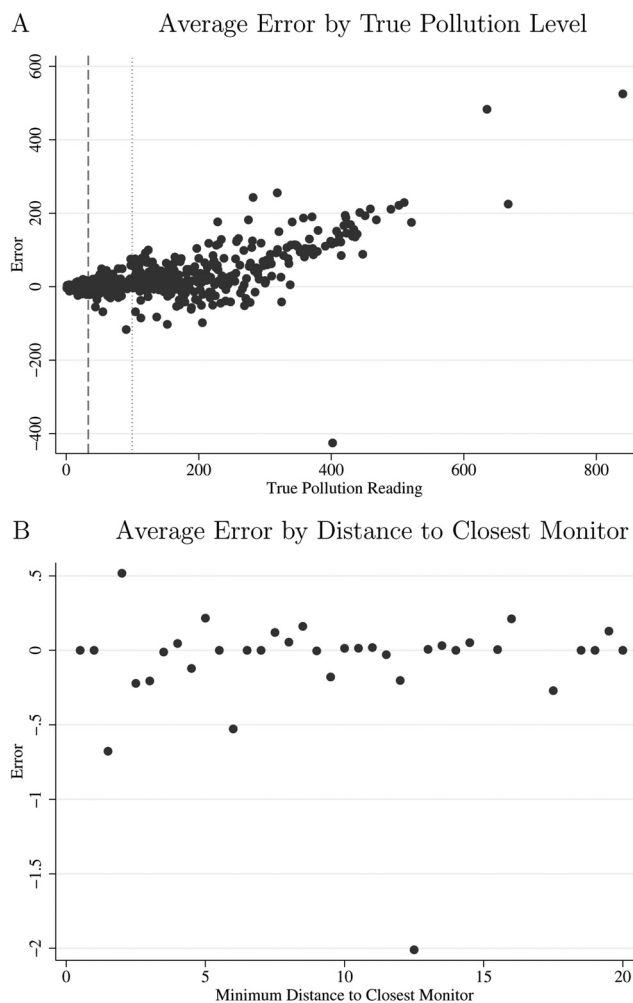 A Average Error by True Pollution Level
600
400
200
0
−200
−400
Error
0 200 400 600 800
True Pollution Reading
B Average Error by Distance to Closest Monitor
.5
0
−.5
−1
−1.5
−2
Error
0 5 10 15 20
Minimum Distance to Closest Monitor